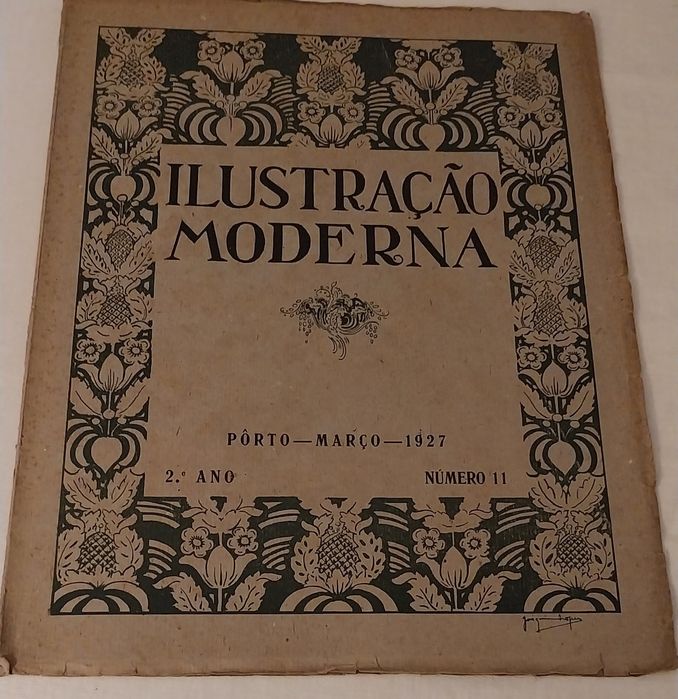 ILUSTRAÇÃO
MODERNA
PÔRTO—MARÇO—1927
2.º ANO NÚMERO 11